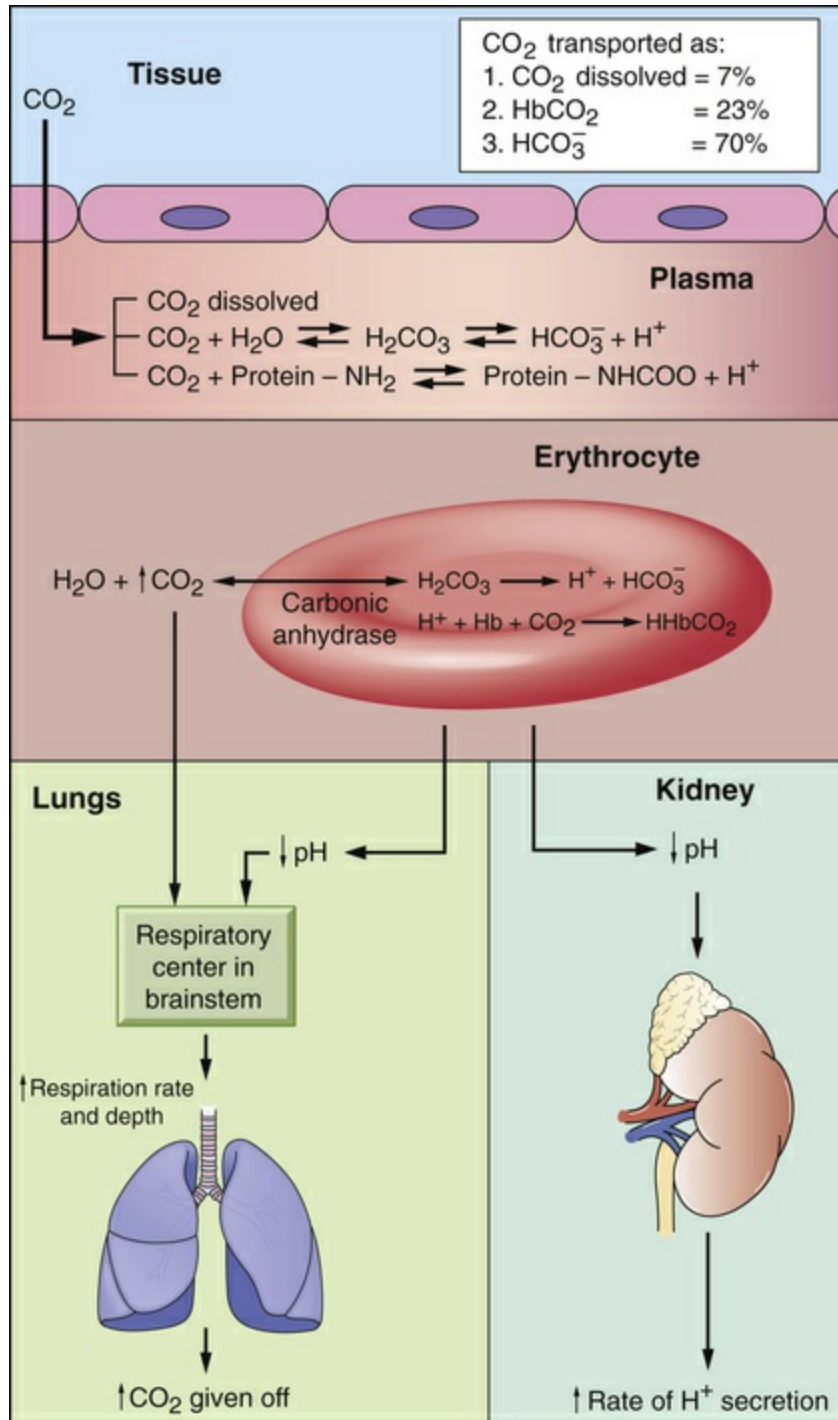 Tissue
CO₂
CO₂ transported as:
1. CO₂ dissolved = 7%
2. HbCO₂ = 23%
3. HCO₃⁻ = 70%
Plasma
CO₂ dissolved
CO₂ + H₂O ⇌ H₂CO₃ ⇌ HCO₃⁻ + H⁺
CO₂ + Protein – NH₂ ⇌ Protein – NHCOO + H⁺
Erythrocyte
H₂O + ↑CO₂ ↔ H₂CO₃ → H⁺ + HCO₃⁻
Carbonic
anhydrase
H⁺ + Hb + CO₂ → HHbCO₂
Lungs
↓pH
Respiratory
center in
brainstem
↑Respiration rate
and depth
↑CO₂ given off
Kidney
↓pH
↑Rate of H⁺ secretion